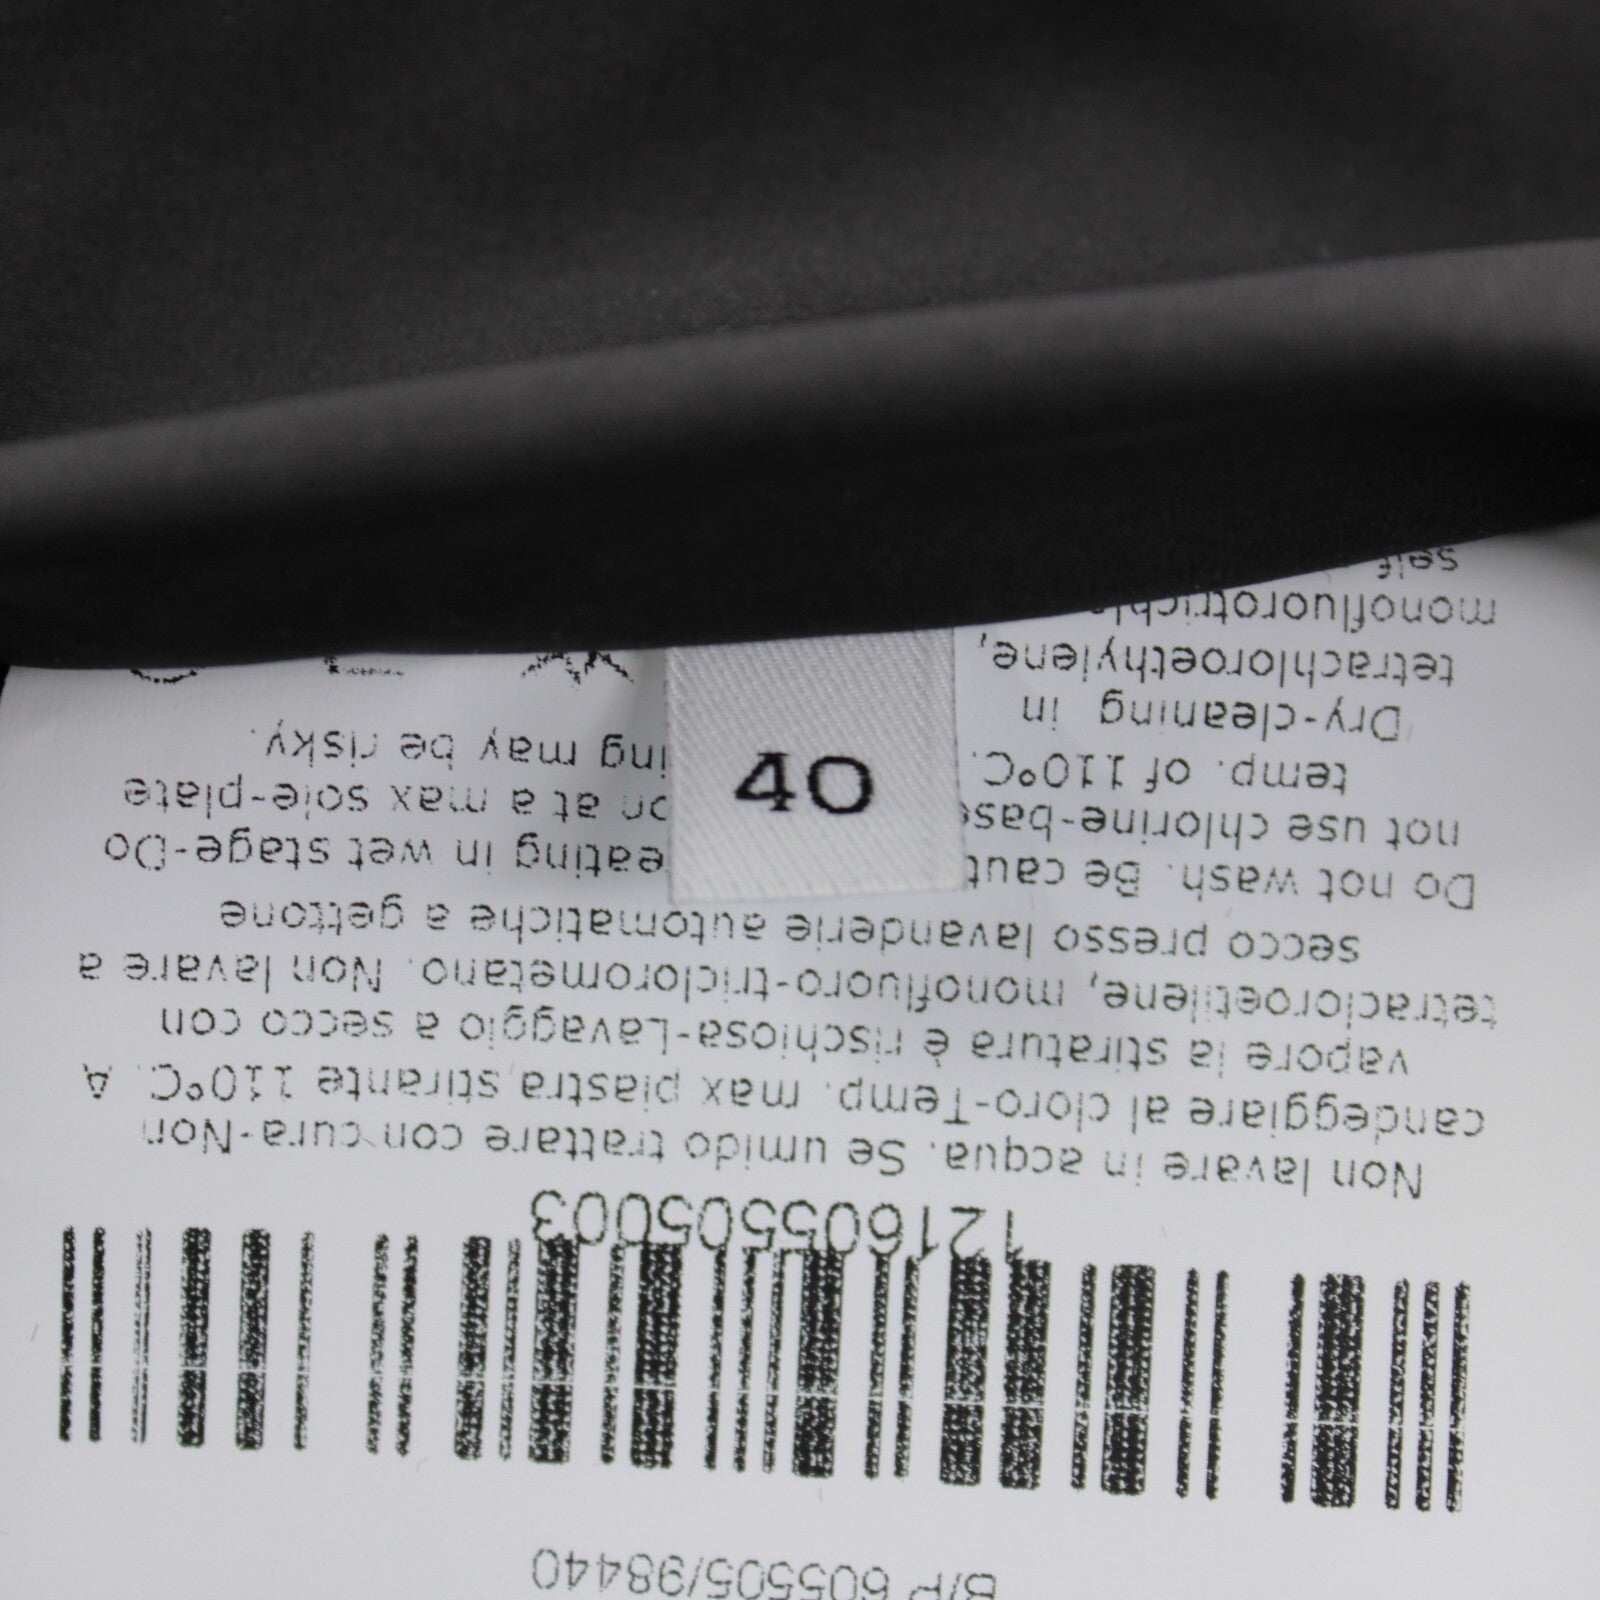 40
B/P 605505/98440
121605505003
Non lavare in acqua. Se umido trattare con cura-Non
candeggiare al cloro-Temp. max piastra stirante 110°C. A
vapore la stiratura è rischiosa-Lavaggio a secco con
tetracloroetilene, monofluoro-triclorometano. Non lavare a
secco presso lavanderie automatiche a gettone
Do not wash. Be eating in wet stage-Do
not use chlorine-base on at a max sole-plate
temp. of 110°C. ing may be risky.
Dry-cleaning in
tetrachloroethylene,
monofluorotrichl
self